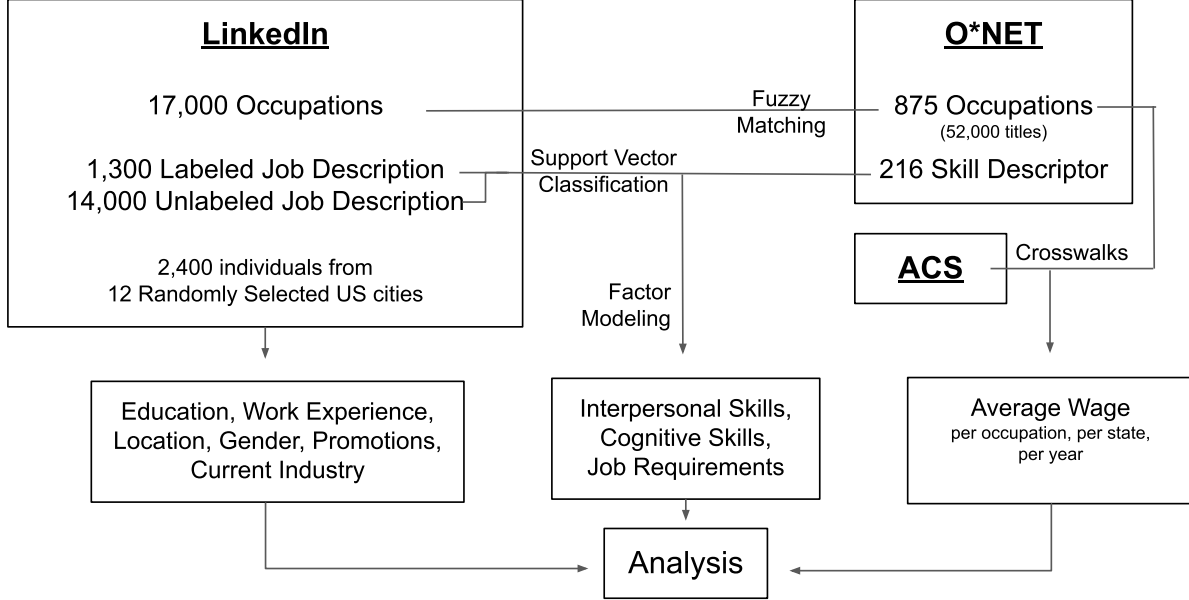 LinkedIn
17,000 Occupations
1,300 Labeled Job Description
14,000 Unlabeled Job Description
2,400 individuals from
12 Randomly Selected US cities
Fuzzy
Matching
Support Vector
Classification
Factor
Modeling
O*NET
875 Occupations
(52,000 titles)
216 Skill Descriptor
ACS
Crosswalks
Education, Work Experience,
Location, Gender, Promotions,
Current Industry
Interpersonal Skills,
Cognitive Skills,
Job Requirements
Average Wage
per occupation, per state,
per year
Analysis